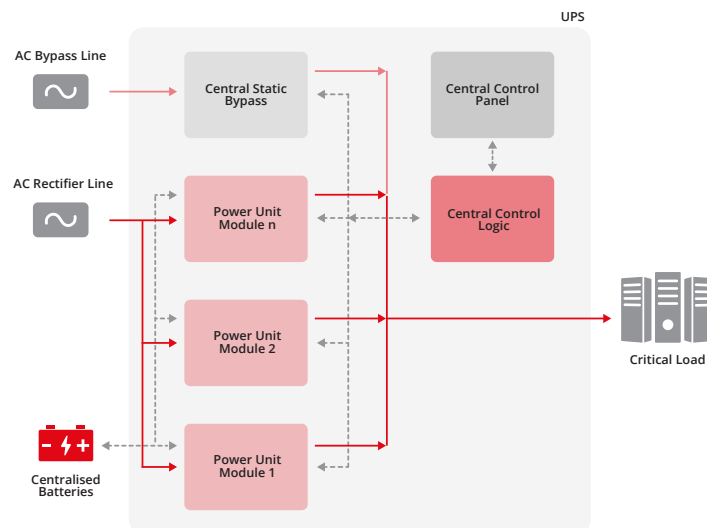 UPS
AC Bypass Line
Central Static
Bypass
Central Control
Panel
AC Rectifier Line
Power Unit
Module n
Central Control
Logic
Power Unit
Module 2
Critical Load
Power Unit
Module 1
Centralised
Batteries